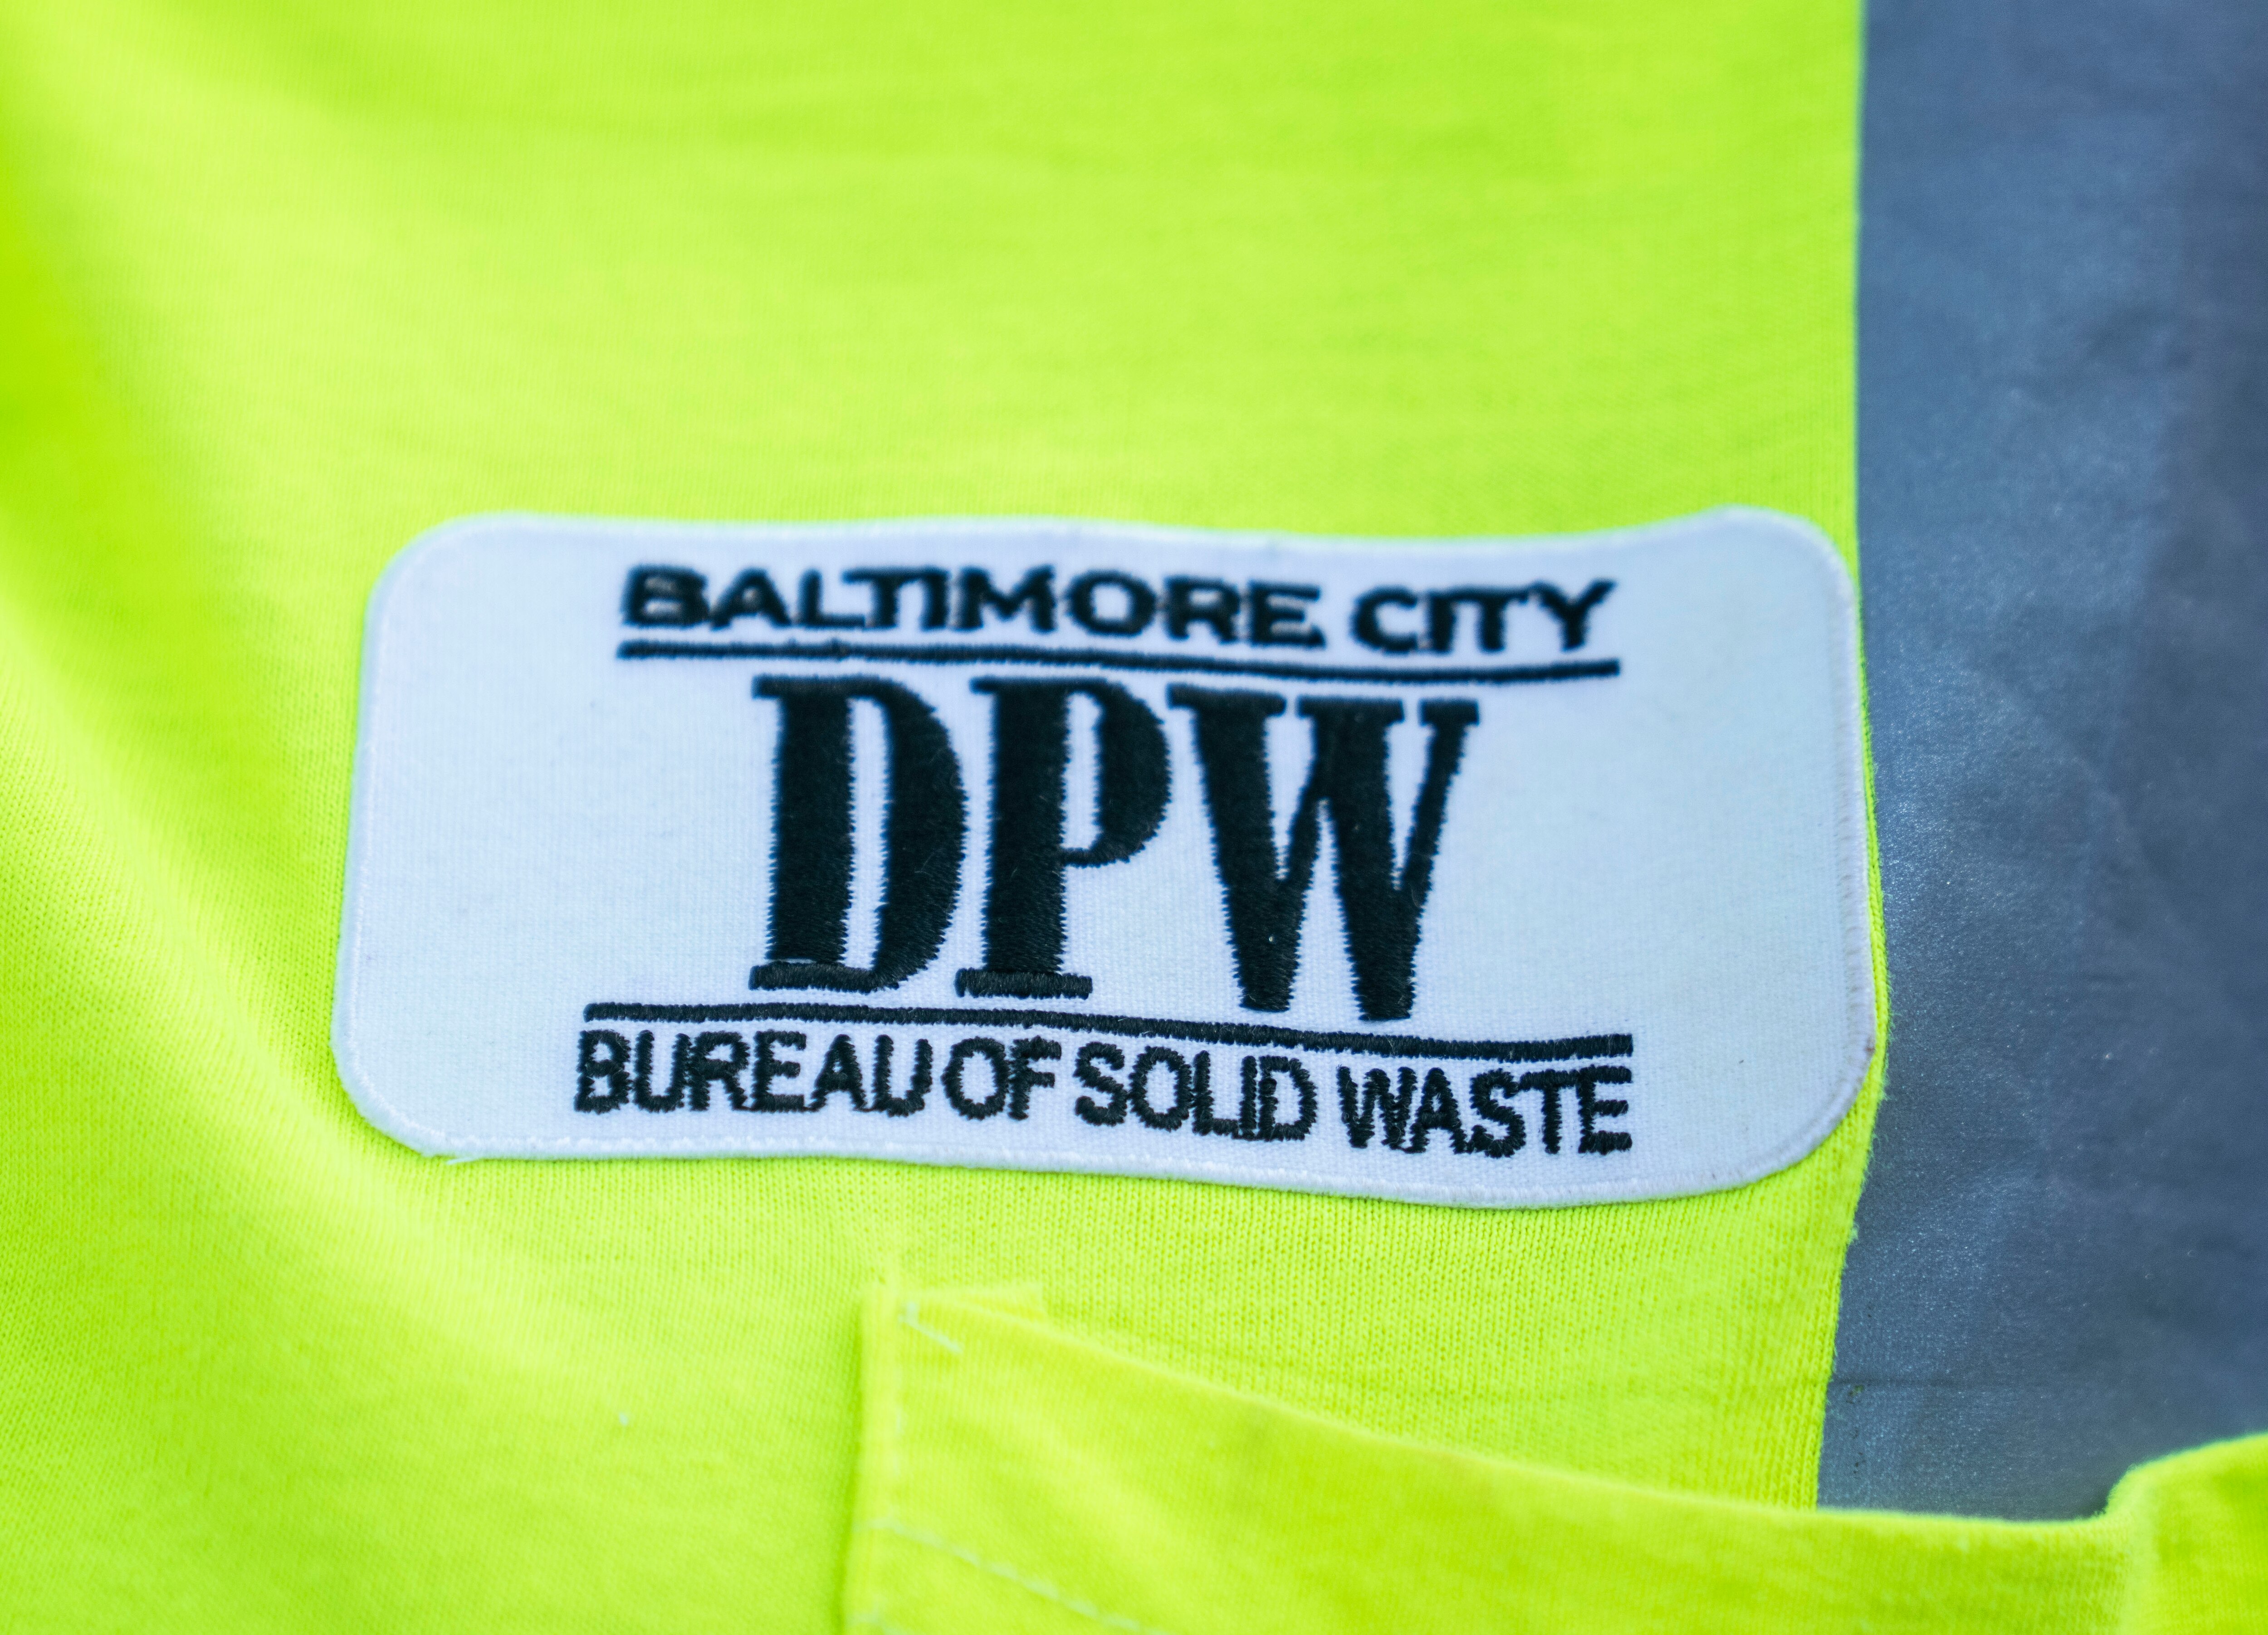 BALTIMORE CITY
DPW
BUREAU OF SOLID WASTE